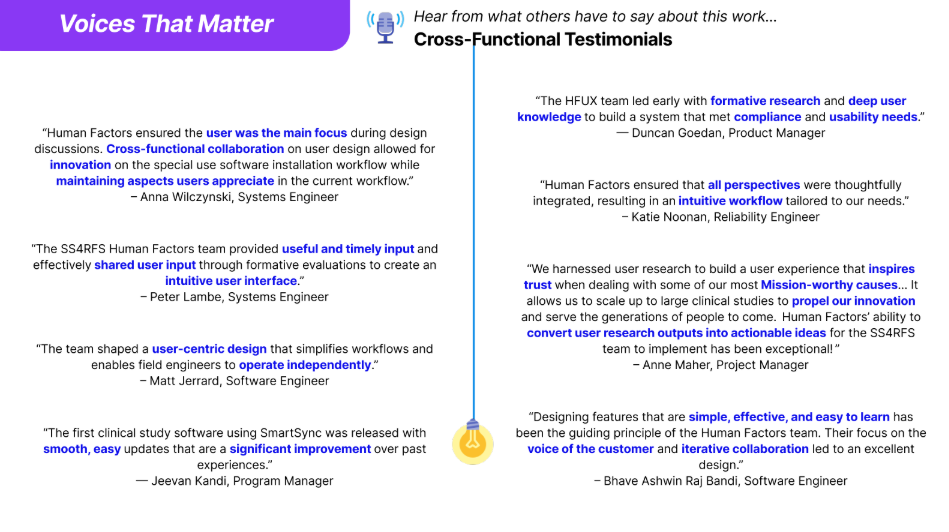 Voices That Matter
Hear from what others have to say about this work...
Cross-Functional Testimonials
“Human Factors ensured the user was the main focus during design
discussions. Cross-functional collaboration on user design allowed for
innovation on the special use software installation workflow while
maintaining aspects users appreciate in the current workflow.”
– Anna Wilczynski, Systems Engineer
“The SS4RFS Human Factors team provided useful and timely input and
effectively shared user input through formative evaluations to create an
intuitive user interface.”
– Peter Lambe, Systems Engineer
“The team shaped a user-centric design that simplifies workflows and
enables field engineers to operate independently.”
– Matt Jerrard, Software Engineer
“The first clinical study software using SmartSync was released with
smooth, easy updates that are a significant improvement over past
experiences.”
— Jeevan Kandi, Program Manager
“The HFUX team led early with formative research and deep user
knowledge to build a system that met compliance and usability needs.”
— Duncan Goedan, Product Manager
“Human Factors ensured that all perspectives were thoughtfully
integrated, resulting in an intuitive workflow tailored to our needs.”
– Katie Noonan, Reliability Engineer
“We harnessed user research to build a user experience that inspires
trust when dealing with some of our most Mission-worthy causes... It
allows us to scale up to large clinical studies to propel our innovation
and serve the generations of people to come. Human Factors’ ability to
convert user research outputs into actionable ideas for the SS4RFS
team to implement has been exceptional! ”
– Anne Maher, Project Manager
“Designing features that are simple, effective, and easy to learn has
been the guiding principle of the Human Factors team. Their focus on the
voice of the customer and iterative collaboration led to an excellent
design.”
– Bhave Ashwin Raj Bandi, Software Engineer